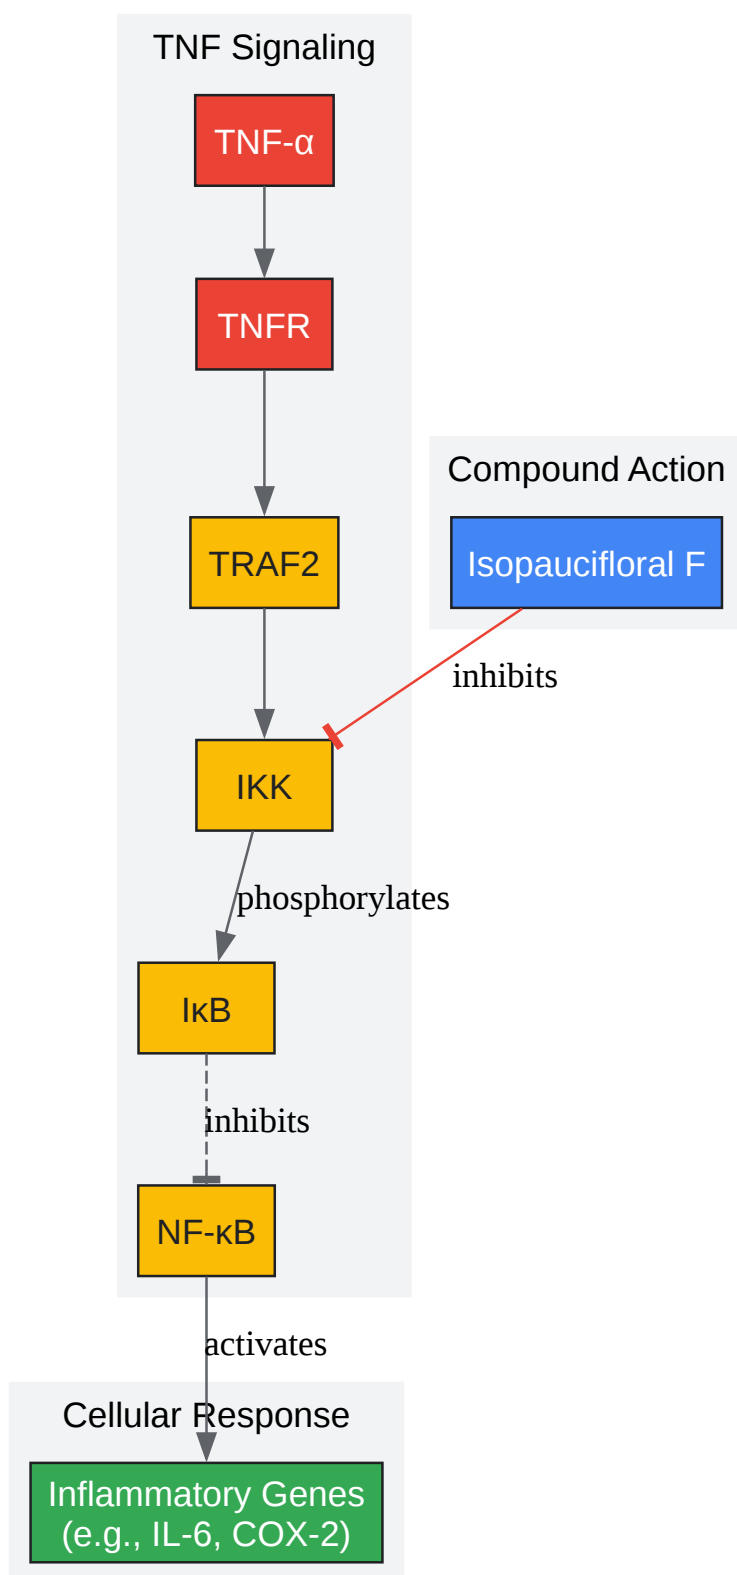 TNF Signaling
TNF-α
TNFR
Compound Action
TRAF2
Isopaucifloral F
inhibits
IKK
phosphorylates
IκB
inhibits
NF-κB
activates
Cellular Response
Inflammatory Genes
(e.g., IL-6, COX-2)